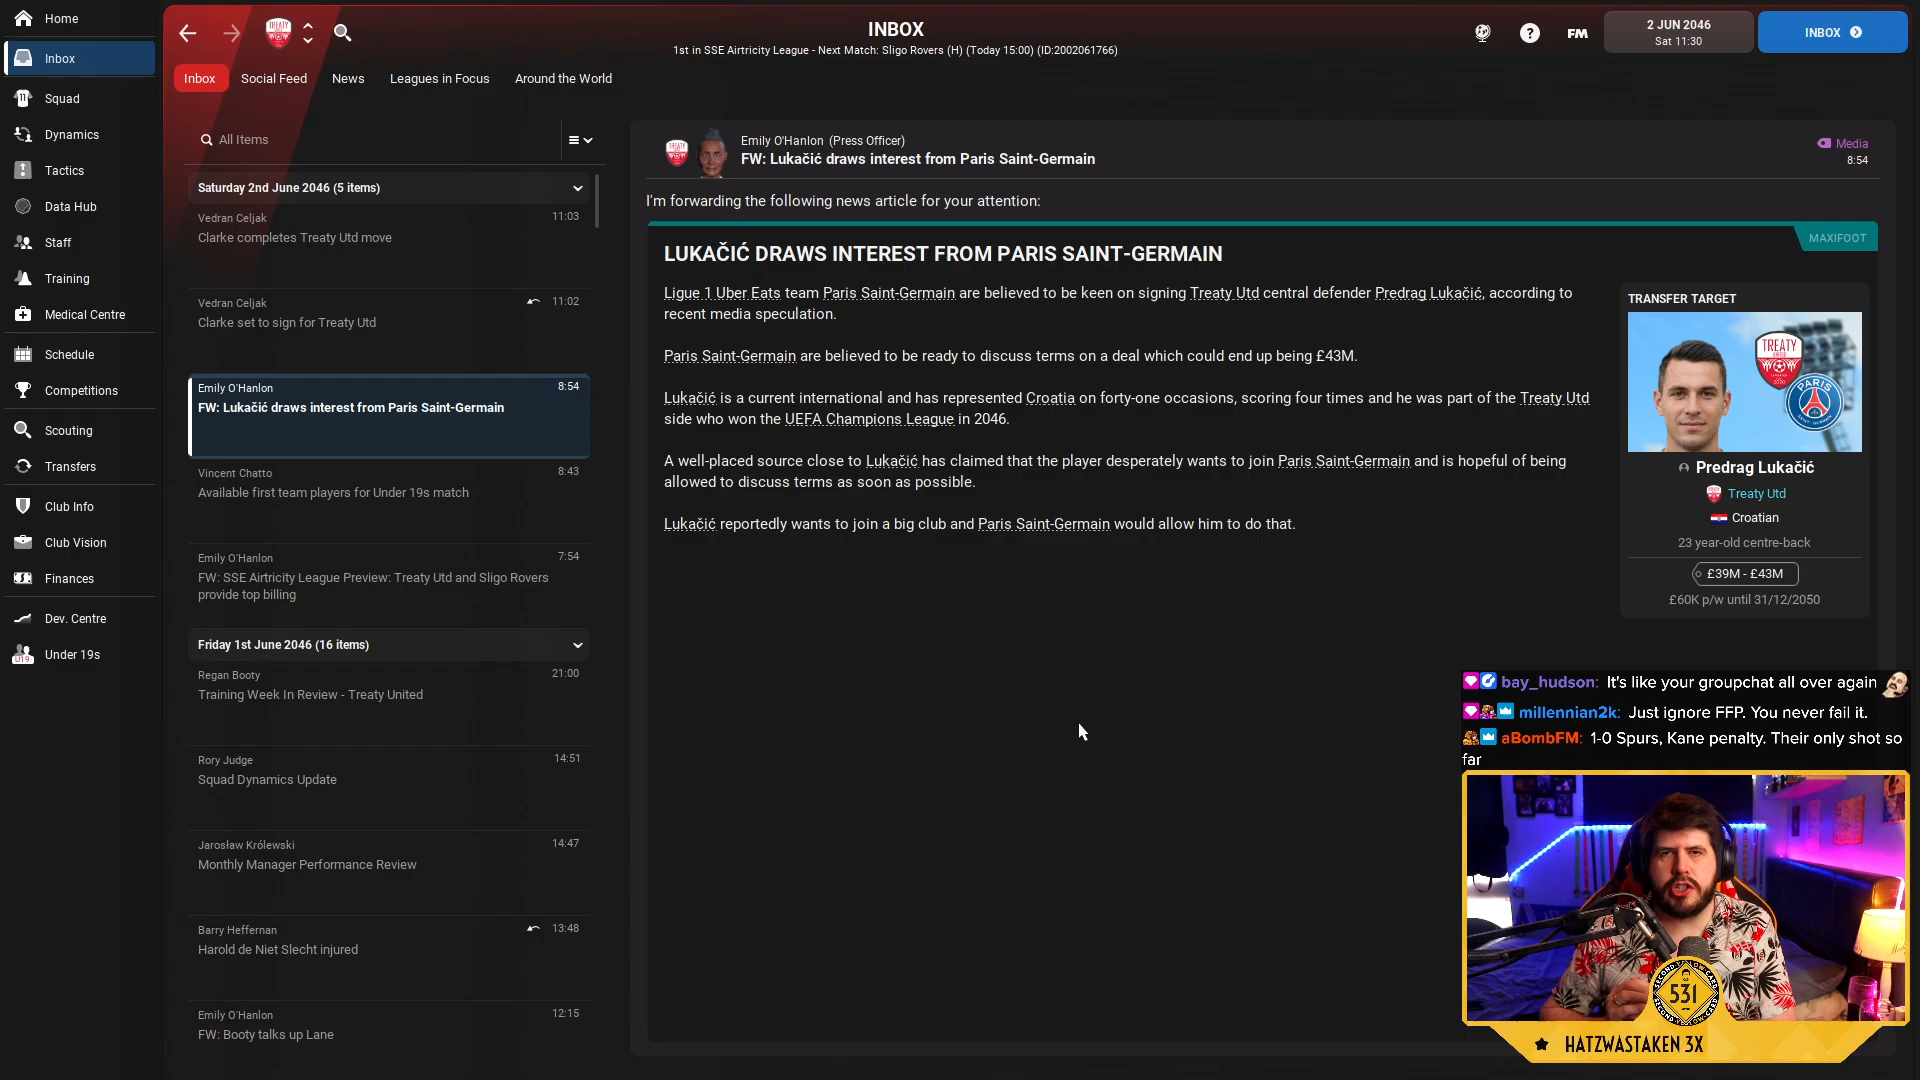 Home
Inbox
Squad
Dynamics
Tactics
Data Hub
Staff
Training
Medical Centre
Schedule
Competitions
Scouting
Transfers
Club Info
Club Vision
Finances
Dev. Centre
Under 19s
INBOX
1st in SSE Airtricity League - Next Match: Sligo Rovers (H) (Today 15:00) (ID:2002061766)
FM
2 JUN 2046
Sat 11:30
INBOX
Inbox Social Feed News Leagues in Focus Around the World
All Items
Saturday 2nd June 2046 (5 items)
Vedran Celjak 11:03
Clarke completes Treaty Utd move
Vedran Celjak 11:02
Clarke set to sign for Treaty Utd
Emily O'Hanlon 8:54
FW: Lukačić draws interest from Paris Saint-Germain
Vincent Chatto 8:43
Available first team players for Under 19s match
Emily O'Hanlon 7:54
FW: SSE Airtricity League Preview: Treaty Utd and Sligo Rovers
provide top billing
Friday 1st June 2046 (16 items)
Regan Booty 21:00
Training Week In Review - Treaty United
Rory Judge 14:51
Squad Dynamics Update
Jarosław Królewski 14:47
Monthly Manager Performance Review
Barry Heffernan 13:48
Harold de Niet Slecht injured
Emily O'Hanlon 12:15
FW: Booty talks up Lane
Emily O'Hanlon (Press Officer)
FW: Lukačić draws interest from Paris Saint-Germain
Media
8:54
I'm forwarding the following news article for your attention:
MAXIFOOT
LUKAČIĆ DRAWS INTEREST FROM PARIS SAINT-GERMAIN
Ligue 1 Uber Eats team Paris Saint-Germain are believed to be keen on signing Treaty Utd central defender Predrag Lukačić, according to
recent media speculation.
Paris Saint-Germain are believed to be ready to discuss terms on a deal which could end up being £43M.
Lukačić is a current international and has represented Croatia on forty-one occasions, scoring four times and he was part of the Treaty Utd
side who won the UEFA Champions League in 2046.
A well-placed source close to Lukačić has claimed that the player desperately wants to join Paris Saint-Germain and is hopeful of being
allowed to discuss terms as soon as possible.
Lukačić reportedly wants to join a big club and Paris Saint-Germain would allow him to do that.
TRANSFER TARGET
TREATY
UNITED
PARIS
Predrag Lukačić
Treaty Utd
Croatian
23 year-old centre-back
£39M - £43M
£60K p/w until 31/12/2050
bay_hudson: It's like your groupchat all over again
millennian2k: Just ignore FFP. You never fail it.
aBombFM: 1-0 Spurs, Kane penalty. Their only shot so
far
SECOND YELLOW CARD
531
HATZWASTAKEN 3X